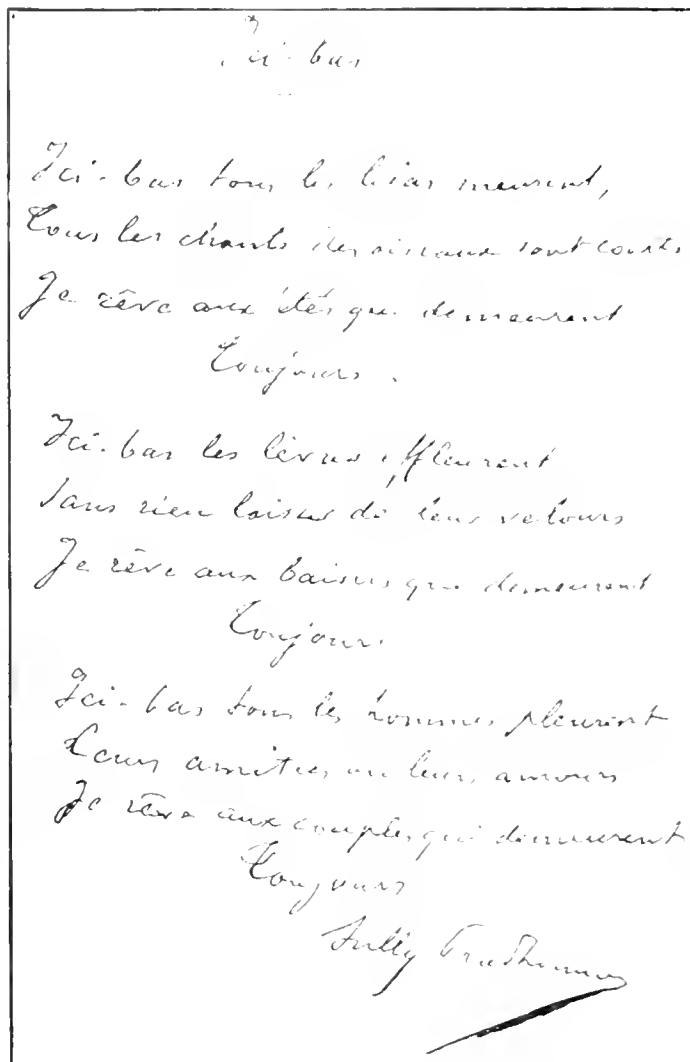 Ici-bas
Ici-bas tous les lilas meurent,
Tous les chants des oiseaux sont courts
Je rêve aux étés qui demeurent
Toujours.
Ici-bas les lèvres effleurent
Sans rien laisser de leur velours
Je rêve aux baisers qui demeurent
Toujours
Ici-bas tous les hommes pleurent
Leurs amitiés ou leurs amours
Je rêve aux couples qui demeurent
Toujours
Sully Prudhomme